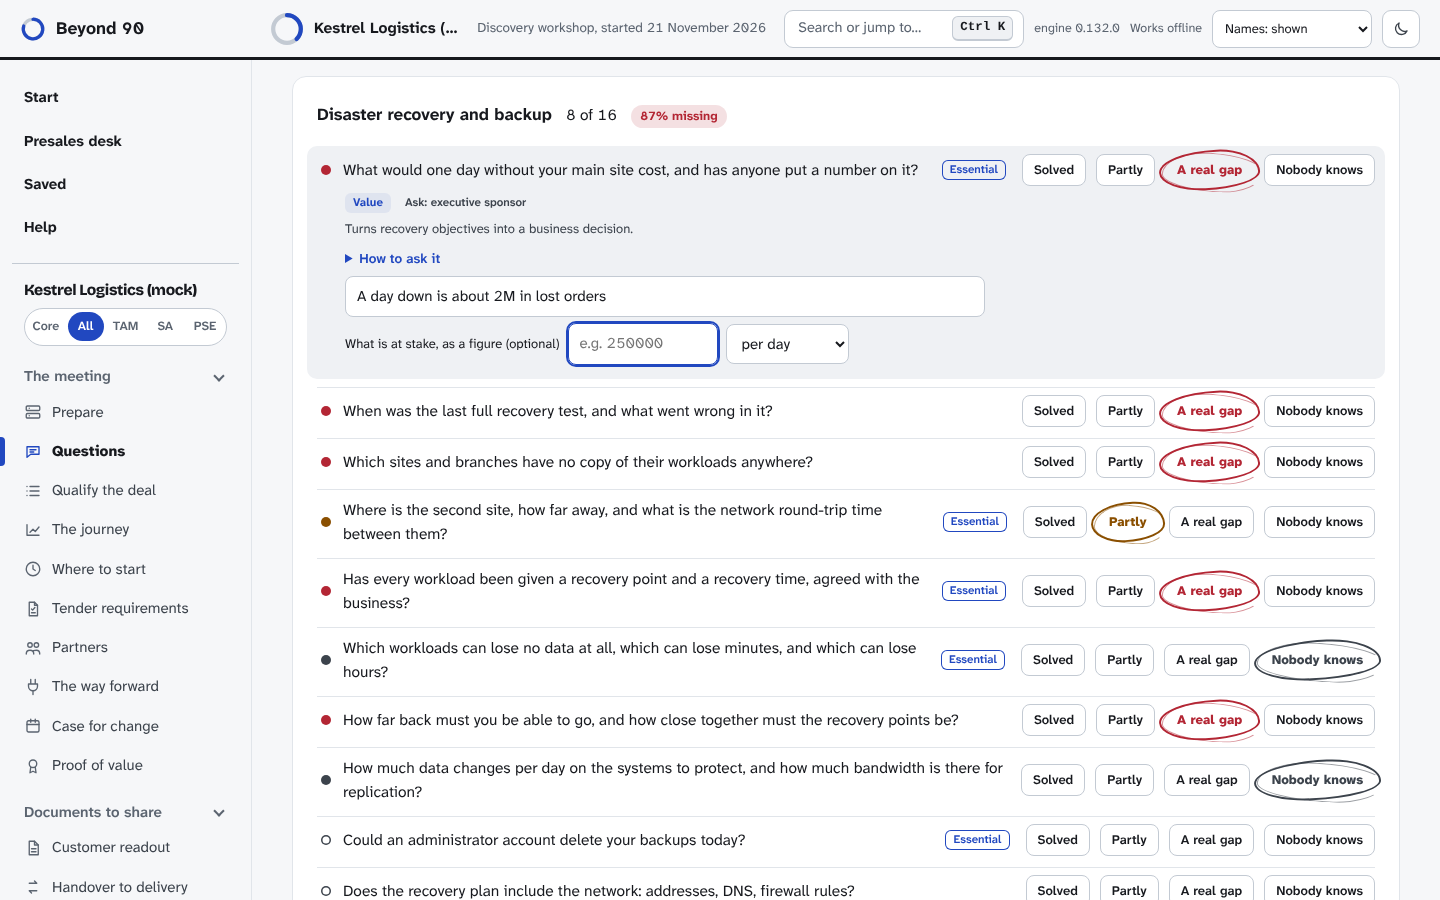 Beyond 90
Kestrel Logistics (...
Discovery workshop, started 21 November 2026
Search or jump to...
Ctrl K
engine 0.132.0
Works offline
Names: shown
Start
Presales desk
Saved
Help
Kestrel Logistics (mock)
Core All TAM SA PSE
The meeting
Prepare
Questions
Qualify the deal
The journey
Where to start
Tender requirements
Partners
The way forward
Case for change
Proof of value
Documents to share
Customer readout
Handover to delivery
Disaster recovery and backup 8 of 16 87% missing
What would one day without your main site cost, and has anyone put a number on it? Essential Solved Partly A real gap Nobody knows
Value Ask: executive sponsor
Turns recovery objectives into a business decision.
How to ask it
A day down is about 2M in lost orders
What is at stake, as a figure (optional) e.g. 250000 per day
When was the last full recovery test, and what went wrong in it? Solved Partly A real gap Nobody knows
Which sites and branches have no copy of their workloads anywhere? Solved Partly A real gap Nobody knows
Where is the second site, how far away, and what is the network round-trip time
between them?
Essential Solved Partly A real gap Nobody knows
Has every workload been given a recovery point and a recovery time, agreed with the
business?
Essential Solved Partly A real gap Nobody knows
Which workloads can lose no data at all, which can lose minutes, and which can lose
hours?
Essential Solved Partly A real gap Nobody knows
How far back must you be able to go, and how close together must the recovery points be? Solved Partly A real gap Nobody knows
How much data changes per day on the systems to protect, and how much bandwidth is there for
replication?
Solved Partly A real gap Nobody knows
Could an administrator account delete your backups today? Essential Solved Partly A real gap Nobody knows
Does the recovery plan include the network: addresses, DNS, firewall rules? Solved Partly A real gap Nobody knows